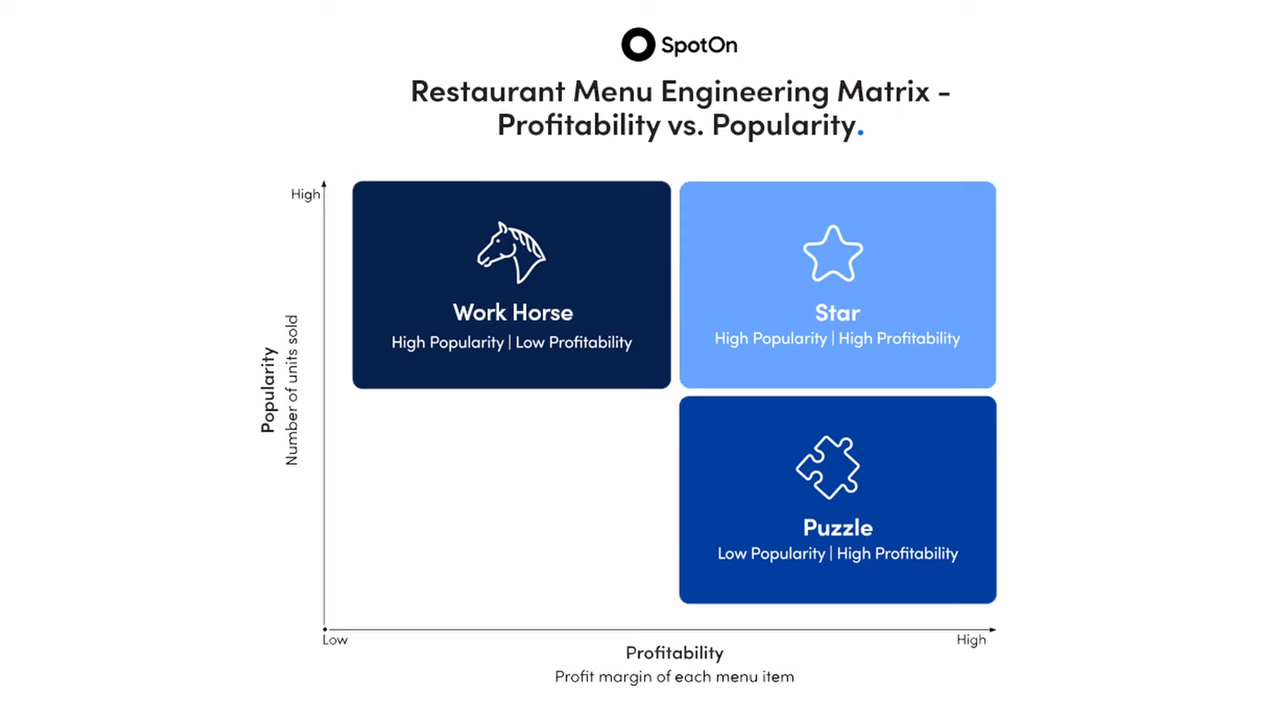 SpotOn
Restaurant Menu Engineering Matrix -
Profitability vs. Popularity.
High
Work Horse
High Popularity | Low Profitability
Star
High Popularity | High Profitability
Popularity
Number of units sold
Puzzle
Low Popularity | High Profitability
Low
High
Profitability
Profit margin of each menu item